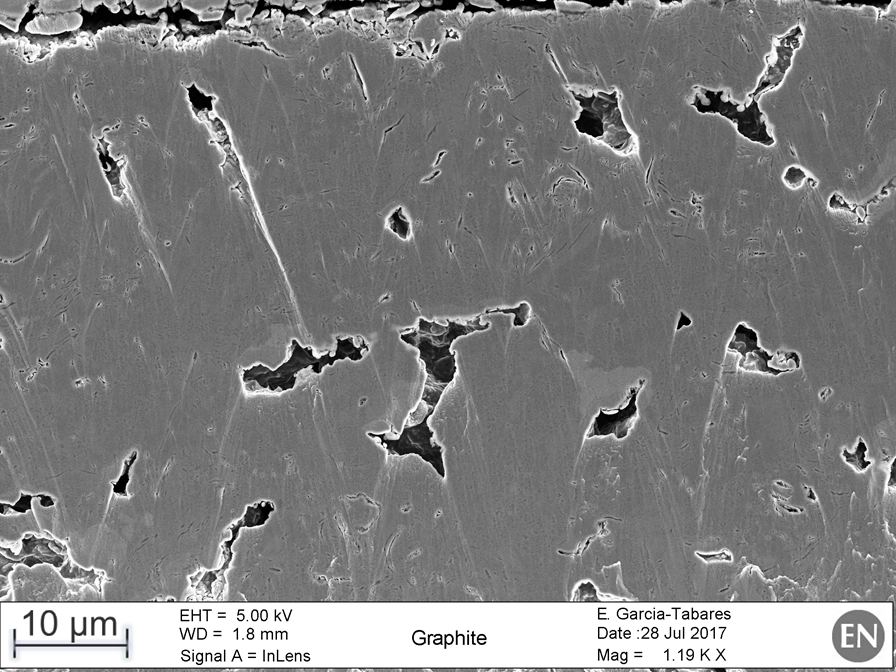 10 µm
EHT = 5.00 kV
WD = 1.8 mm
Signal A = InLens
Graphite
E. Garcia-Tabares
Date :28 Jul 2017
Mag = 1.19 K X
EN